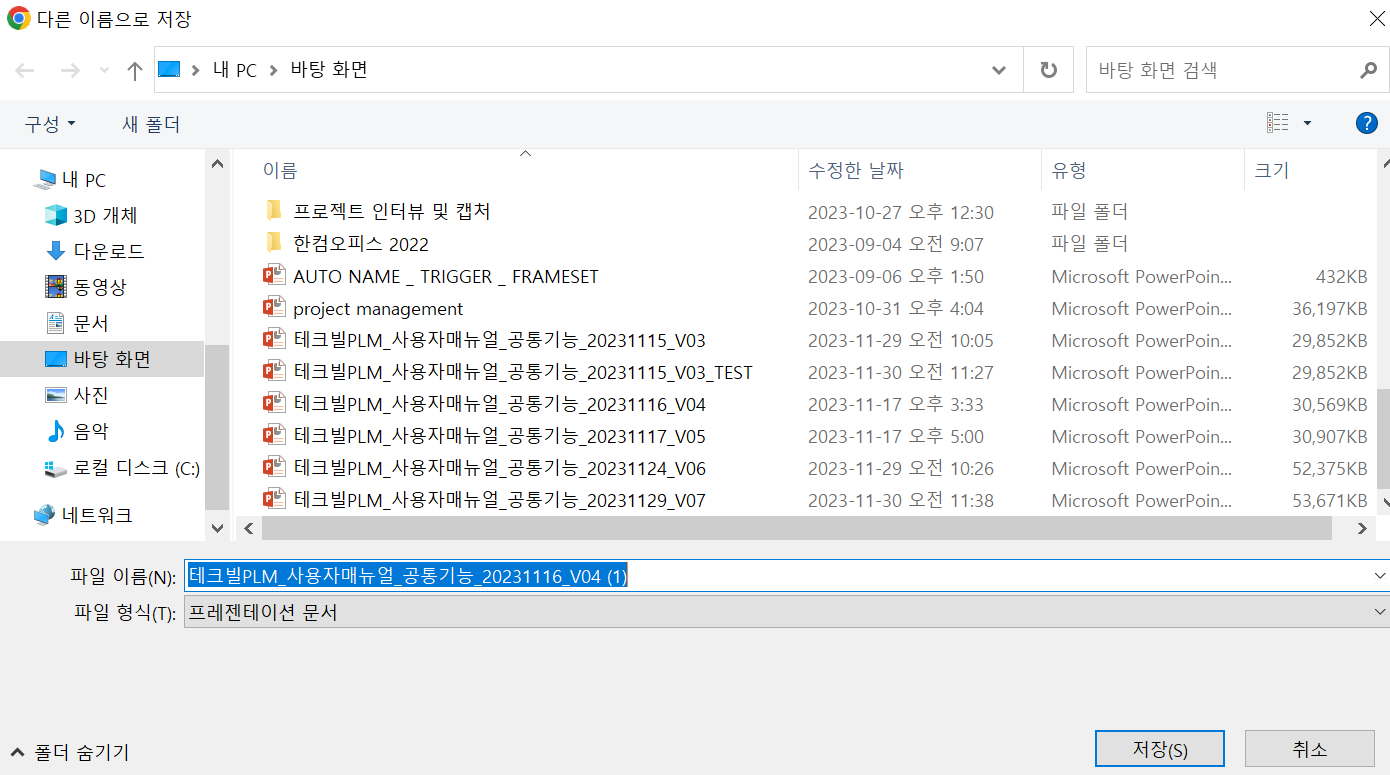 다른 이름으로 저장
내 PC > 바탕 화면
바탕 화면 검색
구성
새 폴더
이름 수정한 날짜 유형 크기
내 PC
3D 개체
다운로드
동영상
문서
바탕 화면
사진
음악
로컬 디스크 (C:)
네트워크
프로젝트 인터뷰 및 캡처 2023-10-27 오후 12:30 파일 폴더
한컴오피스 2022 2023-09-04 오전 9:07 파일 폴더
AUTO NAME _ TRIGGER _ FRAMESET 2023-09-06 오후 1:50 Microsoft PowerPoin... 432KB
project management 2023-10-31 오후 4:04 Microsoft PowerPoin... 36,197KB
테크빌PLM_사용자매뉴얼_공통기능_20231115_V03 2023-11-29 오전 10:05 Microsoft PowerPoin... 29,852KB
테크빌PLM_사용자매뉴얼_공통기능_20231115_V03_TEST 2023-11-30 오전 11:27 Microsoft PowerPoin... 29,852KB
테크빌PLM_사용자매뉴얼_공통기능_20231116_V04 2023-11-17 오후 3:33 Microsoft PowerPoin... 30,569KB
테크빌PLM_사용자매뉴얼_공통기능_20231117_V05 2023-11-17 오후 5:00 Microsoft PowerPoin... 30,907KB
테크빌PLM_사용자매뉴얼_공통기능_20231124_V06 2023-11-29 오전 10:26 Microsoft PowerPoin... 52,375KB
테크빌PLM_사용자매뉴얼_공통기능_20231129_V07 2023-11-30 오전 11:38 Microsoft PowerPoin... 53,671KB
파일 이름(N): 테크빌PLM_사용자매뉴얼_공통기능_20231116_V04 (1)
파일 형식(T): 프레젠테이션 문서
폴더 숨기기
저장(S)
취소